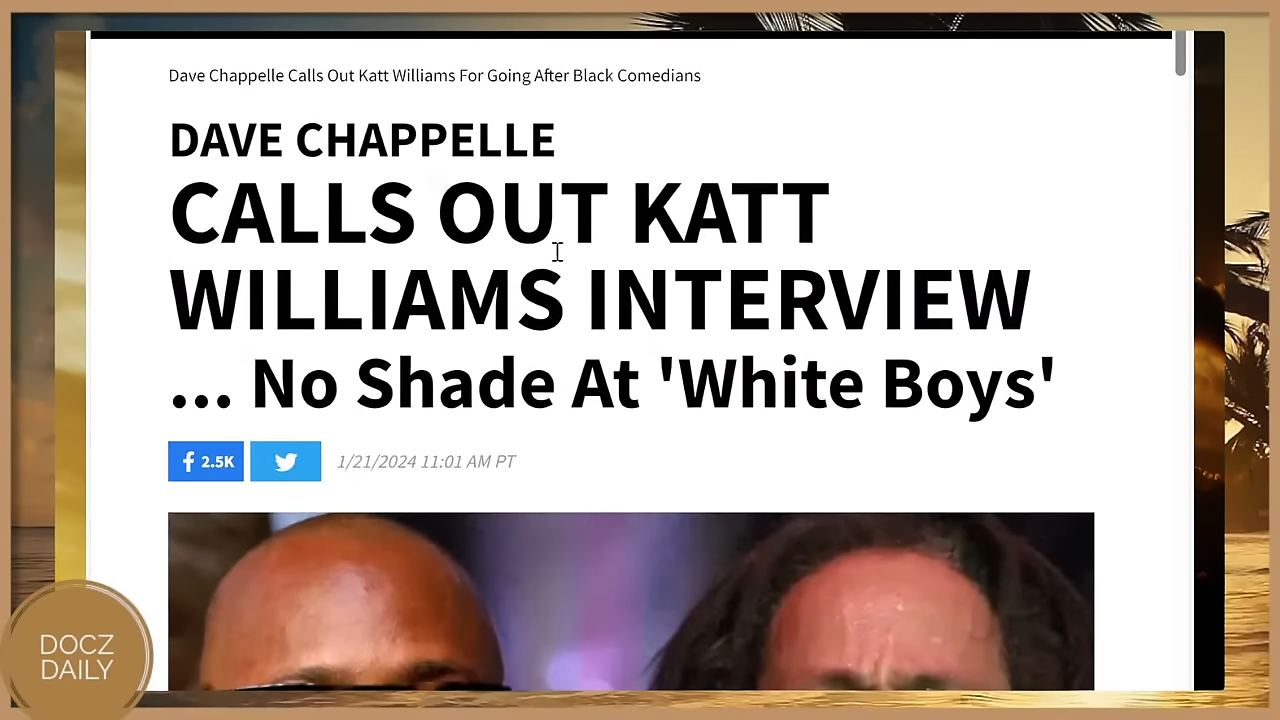 Dave Chappelle Calls Out Katt Williams For Going After Black Comedians
DAVE CHAPPELLE
CALLS OUT KATT
WILLIAMS INTERVIEW
... No Shade At 'White Boys'
2.5K
1/21/2024 11:01 AM PT
DOCZ
DAILY